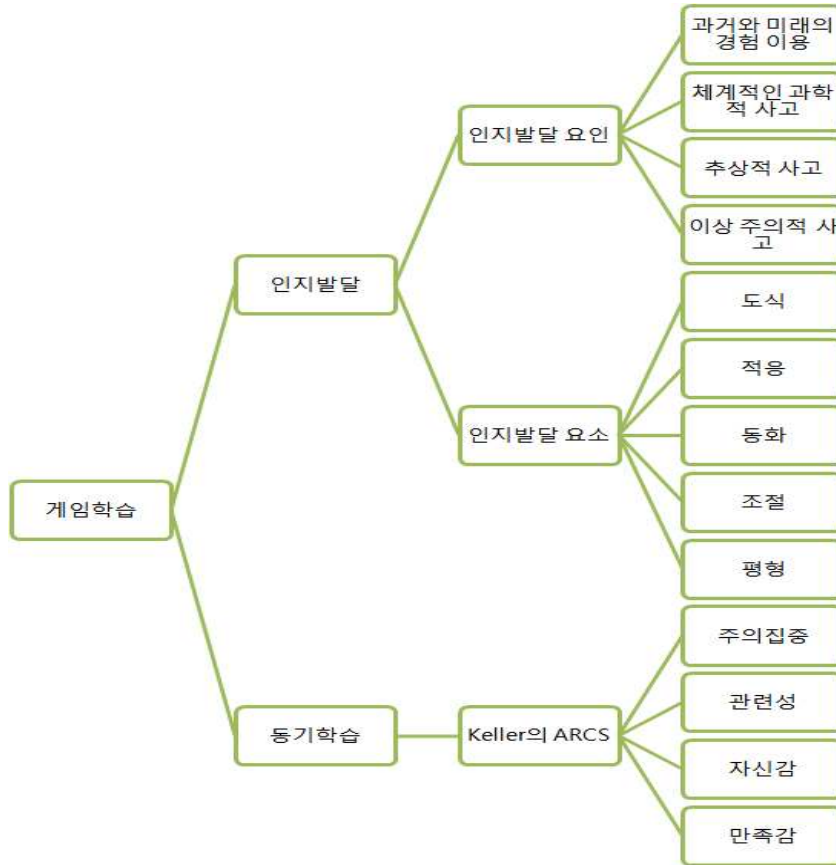 과거와 미래의
경험 이용
체계적인 과학
적 사고
인지발달 요인
추상적 사고
이상 주의적 사
고
인지발달
도식
적응
인지발달 요소
동화
조절
게임학습
평형
주의집중
관련성
동기학습
Keller의 ARCS
자신감
만족감